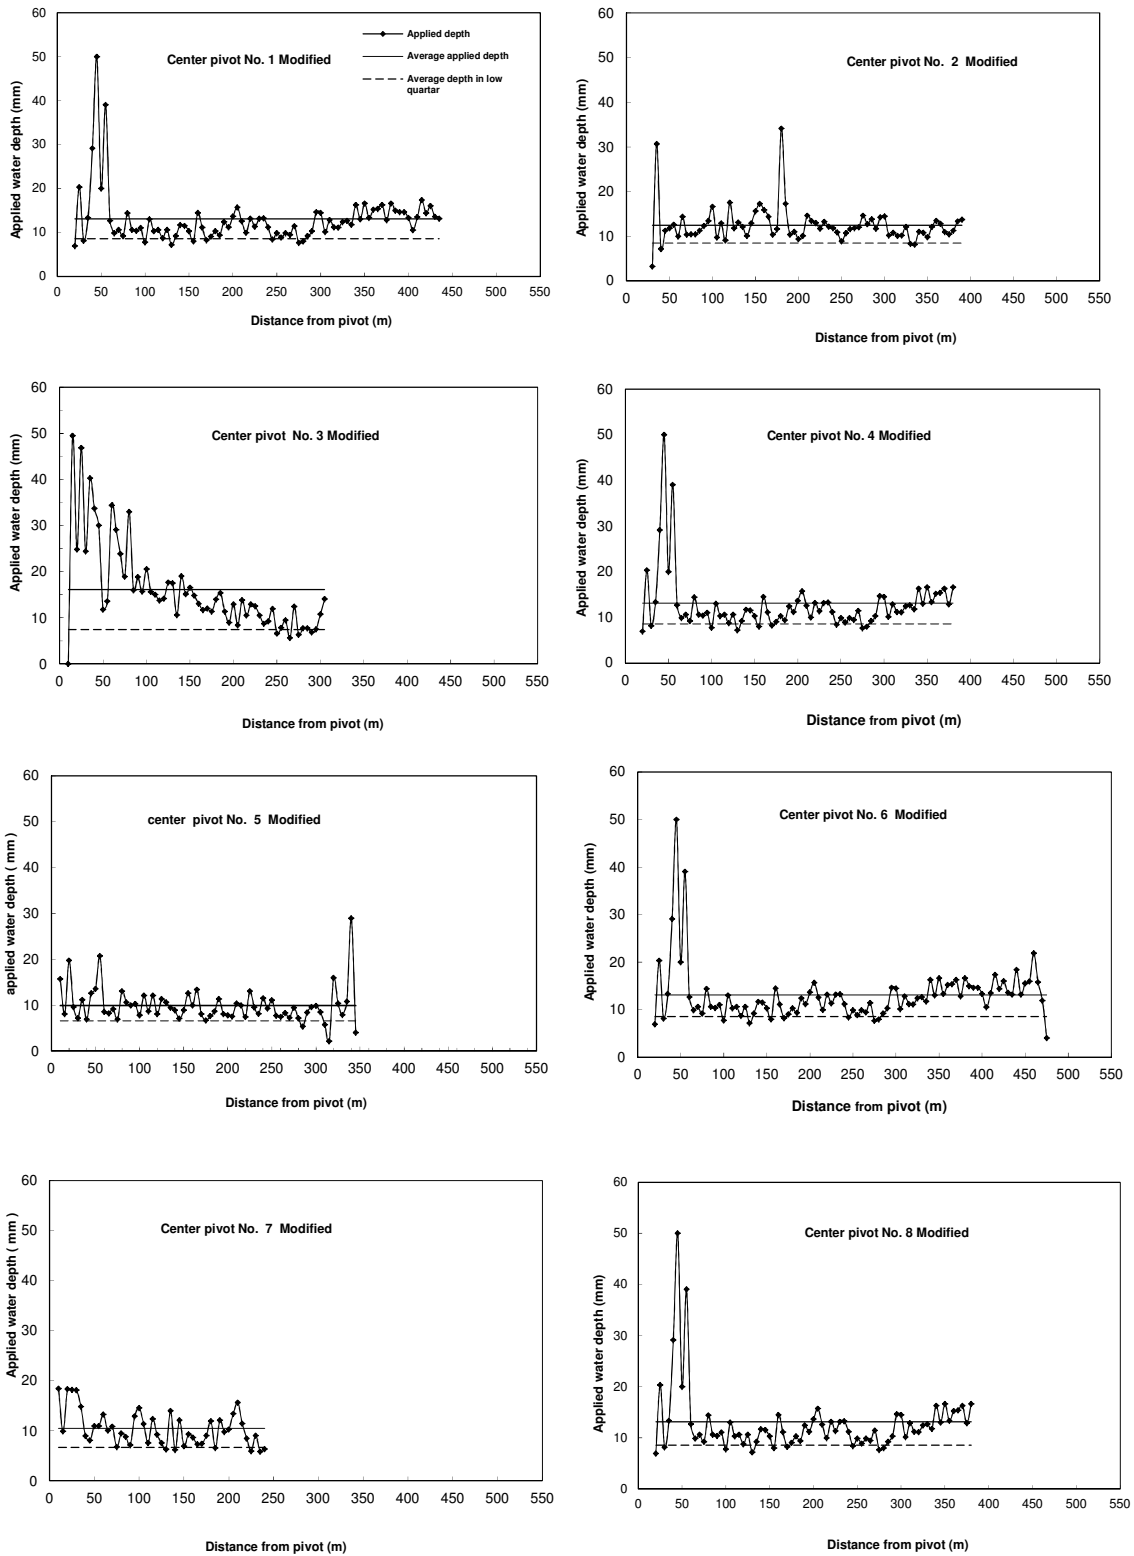 60
50
40
30
20
10
0
Applied water depth (mm)
Center pivot No. 1 Modified
Applied depth
Average applied depth
Average depth in low
quartar
0 50 100 150 200 250 300 350 400 450 500 550
Distance from pivot (m)
60
50
40
30
20
10
0
Applied water depth (mm)
Center pivot No. 2 Modified
0 50 100 150 200 250 300 350 400 450 500 550
Distance from pivot (m)
60
50
40
30
20
10
0
Applied water depth (mm)
Center pivot No. 3 Modified
0 50 100 150 200 250 300 350 400 450 500 550
Distance from pivot (m)
60
50
40
30
20
10
0
Applied water depth (mm)
Center pivot No. 4 Modified
0 50 100 150 200 250 300 350 400 450 500 550
Distance from pivot (m)
60
50
40
30
20
10
0
applied water depth ( mm )
center pivot No. 5 Modified
0 50 100 150 200 250 300 350 400 450 500 550
Distance from pivot (m)
60
50
40
30
20
10
0
Applied water depth (mm)
Center pivot No. 6 Modified
0 50 100 150 200 250 300 350 400 450 500 550
Distance from pivot (m)
60
50
40
30
20
10
0
Applied water depth ( mm )
Center pivot No. 7 Modified
0 50 100 150 200 250 300 350 400 450 500 550
Distance from pivot (m)
60
50
40
30
20
10
0
Applied water depth (mm)
Center pivot No. 8 Modified
0 50 100 150 200 250 300 350 400 450 500 550
Distance from pivot (m)